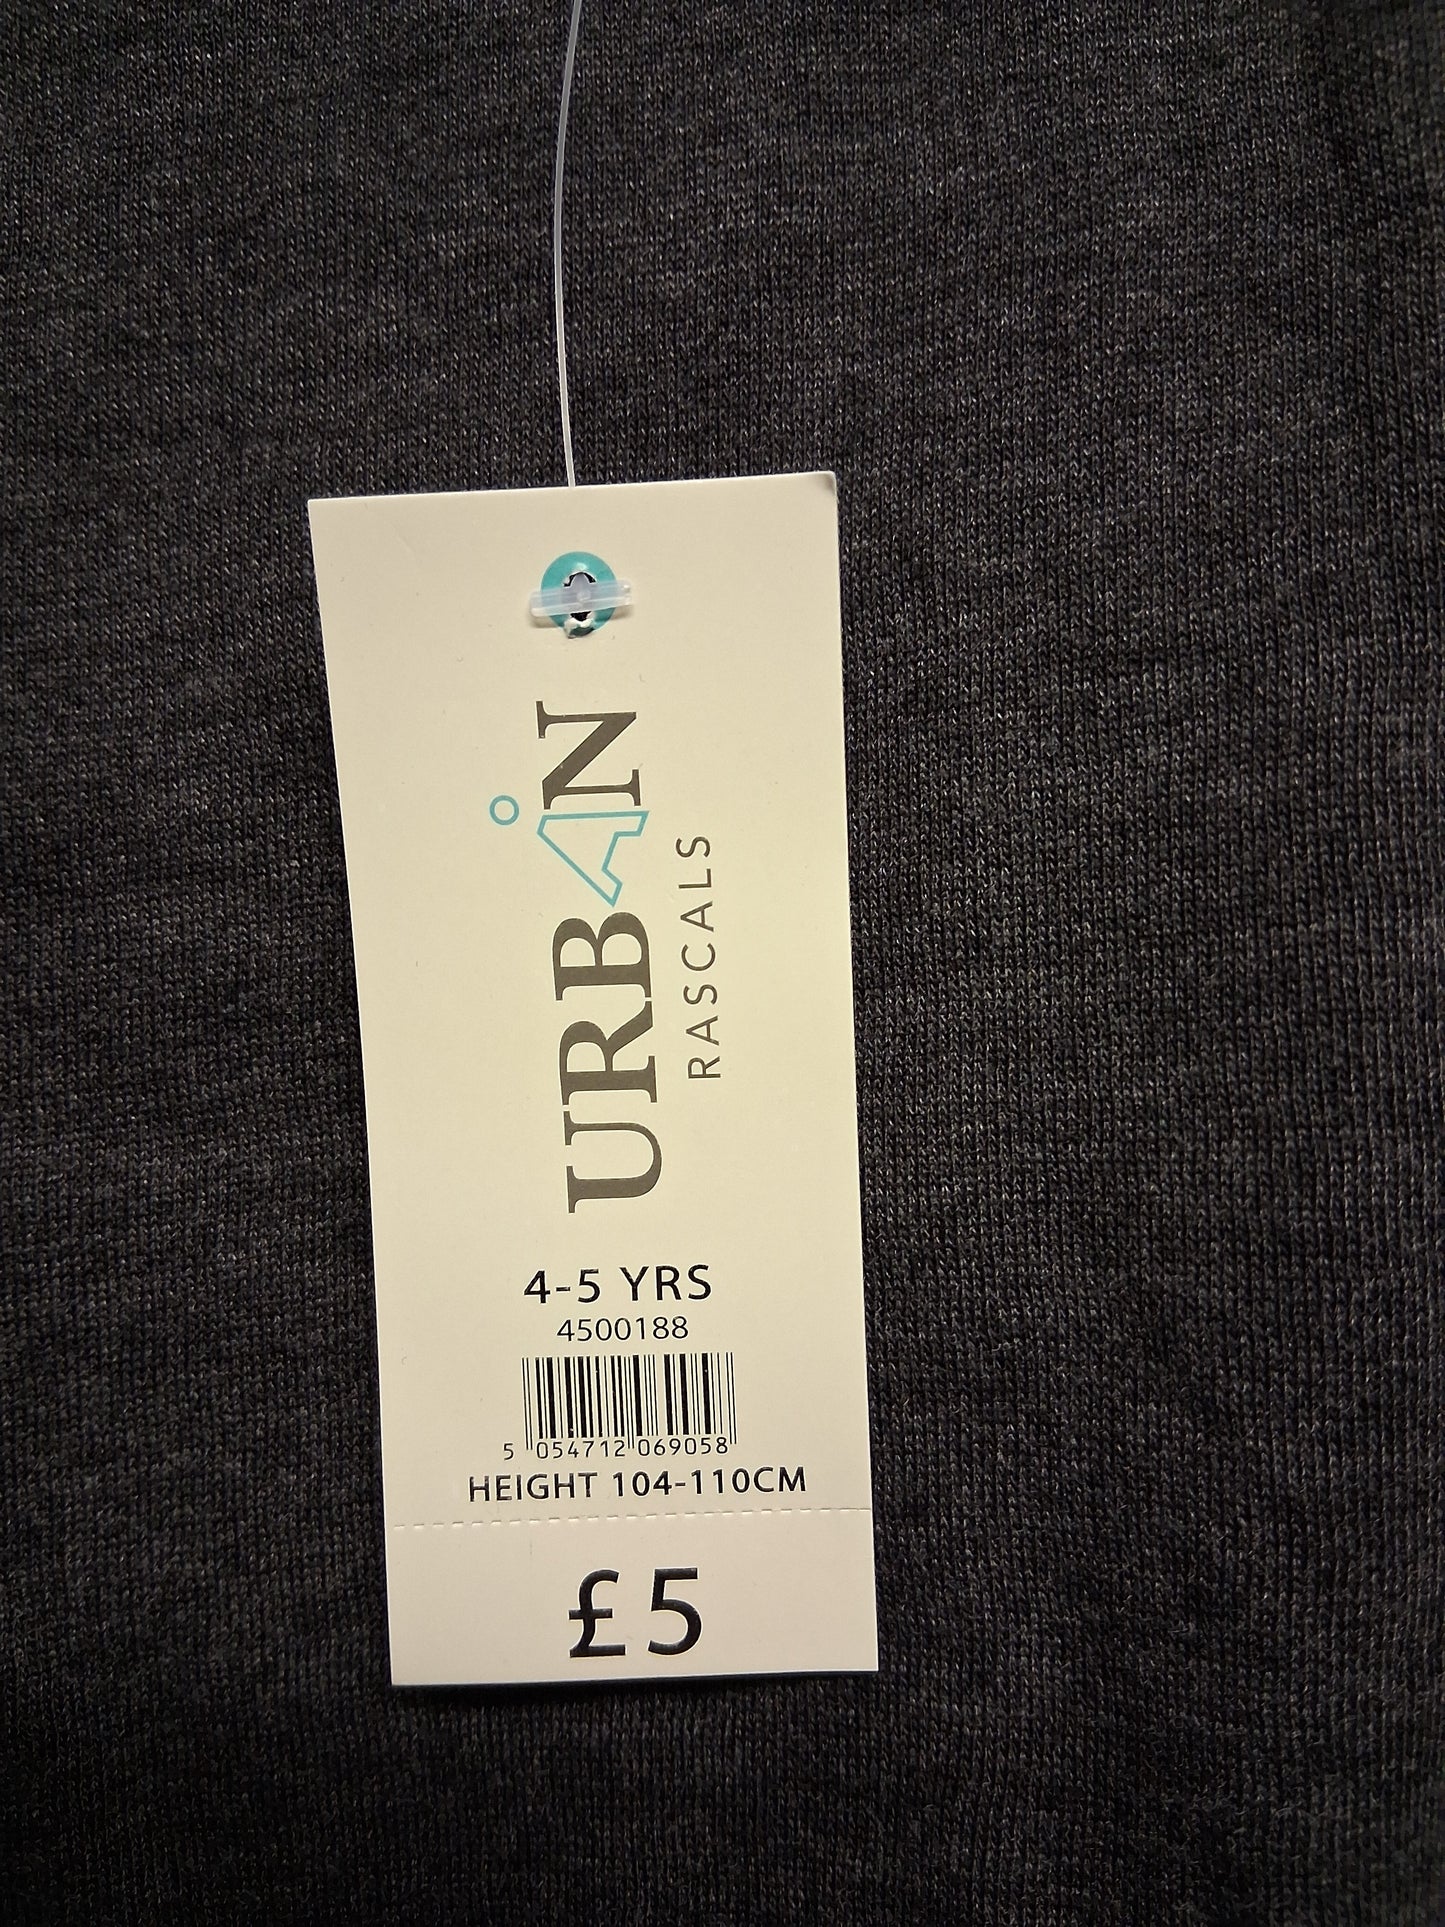 URBAN
RASCALS
4-5 YRS
4500188
5 054712 069058
HEIGHT 104-110CM
£5